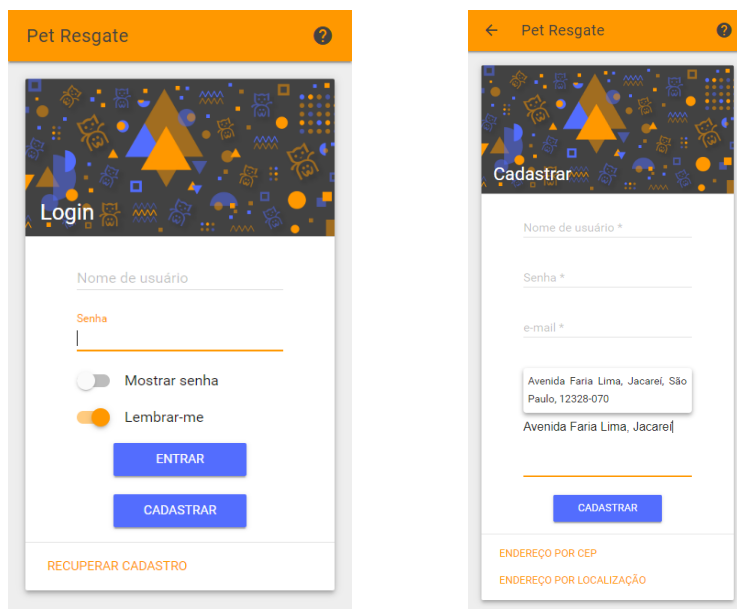 Pet Resgate
Login
Nome de usuário
Senha
Mostrar senha
Lembrar-me
ENTRAR
CADASTRAR
RECUPERAR CADASTRO
Pet Resgate
Cadastrar
Nome de usuário *
Senha *
e-mail *
Avenida Faria Lima, Jacareí, São
Paulo, 12328-070
Avenida Faria Lima, Jacareí
CADASTRAR
ENDEREÇO POR CEP
ENDEREÇO POR LOCALIZAÇÃO